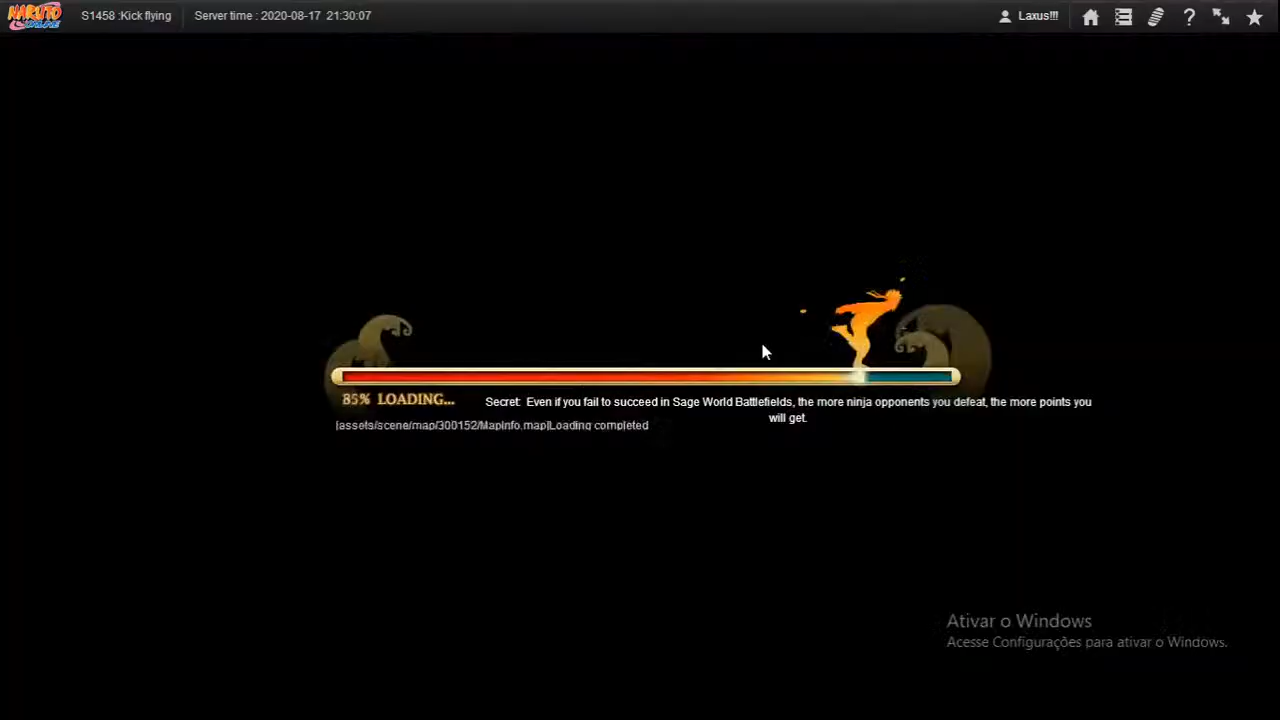 NARUTO
ONLINE
S1458 :Kick flying
Server time : 2020-08-17 21:30:07
Laxus!!!
85% LOADING...
Secret: Even if you fail to succeed in Sage World Battlefields, the more ninja opponents you defeat, the more points you
will get.
[assets/scene/map/300152/MapInfo.map]Loading completed
Ativar o Windows
Acesse Configurações para ativar o Windows.